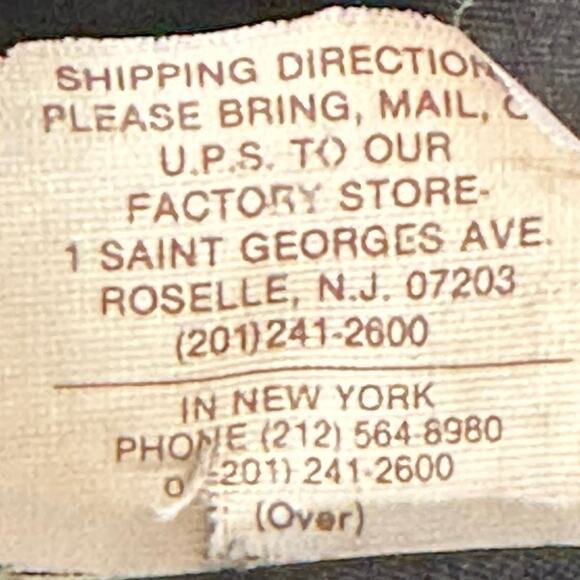 SHIPPING DIRECTION
PLEASE BRING, MAIL,
U.P.S. TO OUR
FACTORY STORE-
1 SAINT GEORGES AVE.
ROSELLE, N.J. 07203
(201) 241-2600
IN NEW YORK
PHONE (212) 564-8980
(201) 241-2600
(Over)